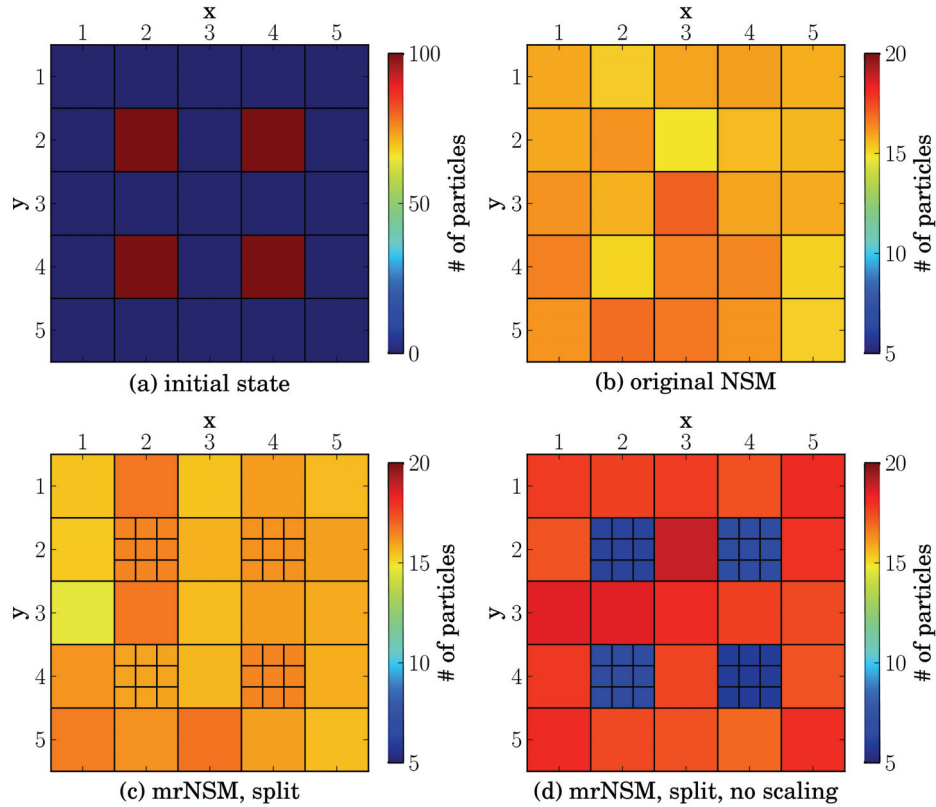 x
1 2 3 4 5
y
1
2
3
4
5
100
50
0
# of particles
(a) initial state
x
1 2 3 4 5
y
1
2
3
4
5
20
15
10
5
# of particles
(b) original NSM
x
1 2 3 4 5
y
1
2
3
4
5
20
15
10
5
# of particles
(c) mrNSM, split
x
1 2 3 4 5
y
1
2
3
4
5
20
15
10
5
# of particles
(d) mrNSM, split, no scaling